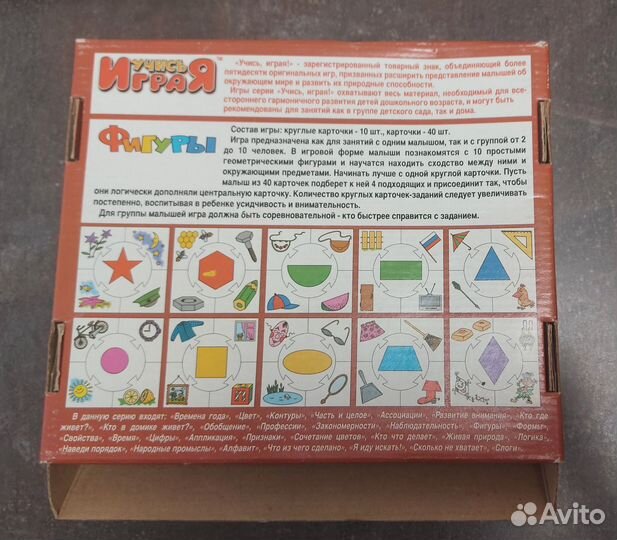 УЧИСЬ
ИГРАЯ
™
«Учись, играя!» - зарегистрированный товарный знак, объединяющий более
пятидесяти оригинальных игр, призванных расширить представление малышей об
окружающем мире и развить их природные способности.
Игры серии «Учись, играя!» охватывают весь материал, необходимый для все-
стороннего гармоничного развития детей дошкольного возраста, и могут быть
рекомендованы для занятий как в группе детского сада, так и дома.
ФИГУРЫ
Состав игры: круглые карточки - 10 шт., карточки - 40 шт.
Игра предназначена как для занятий с одним малышом, так и с группой от 2
до 10 человек. В игровой форме малыши познакомятся с 10 простыми
геометрическими фигурами и научатся находить сходство между ними и
окружающими предметами. Начинать лучше с одной круглой карточки. Пусть
малыш из 40 карточек подберет к ней 4 подходящих и присоединит так, чтобы
они логически дополняли центральную карточку. Количество круглых карточек-заданий следует увеличивать
постепенно, воспитывая в ребенке усидчивость и внимательность.
Для группы малышей игра должна быть соревновательной - кто быстрее справится с заданием.
В данную серию входят: «Времена года», «Цвет», «Контуры», «Часть и целое», «Ассоциации», «Развитие внимания», «Кто где
живет?», «Кто в домике живет?», «Обобщение», «Профессии», «Закономерности», «Наблюдательность», «Фигуры», «Формы»,
«Свойства», «Время», «Цифры», «Аппликация», «Признаки», «Сочетание цветов», «Кто что делает», «Живая природа», «Логика»,
«Наведи порядок», «Народные промыслы», «Алфавит», «Что из чего сделано», «Я иду искать!», «Сколько не хватает», «Слоги».
Avito